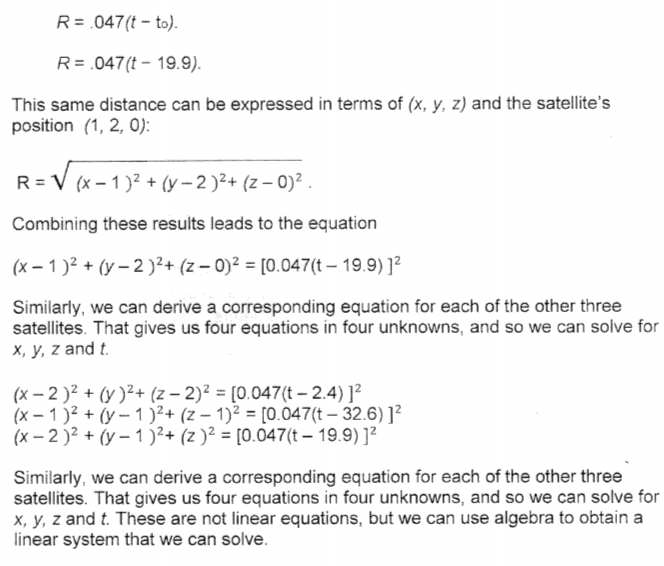 R = .047(t – t₀).
R = .047(t – 19.9).
This same distance can be expressed in terms of (x, y, z) and the satellite's
position (1, 2, 0):
R = √ (x – 1 )² + (y – 2 )²+ (z – 0)² .
Combining these results leads to the equation
(x – 1 )² + (y – 2 )²+ (z – 0)² = [0.047(t – 19.9) ]²
Similarly, we can derive a corresponding equation for each of the other three
satellites. That gives us four equations in four unknowns, and so we can solve for
x, y, z and t.
(x – 2 )² + (y )²+ (z – 2)² = [0.047(t – 2.4) ]²
(x – 1 )² + (y – 1 )²+ (z – 1)² = [0.047(t – 32.6) ]²
(x – 2 )² + (y – 1 )²+ (z )² = [0.047(t – 19.9) ]²
Similarly, we can derive a corresponding equation for each of the other three
satellites. That gives us four equations in four unknowns, and so we can solve for
x, y, z and t. These are not linear equations, but we can use algebra to obtain a
linear system that we can solve.